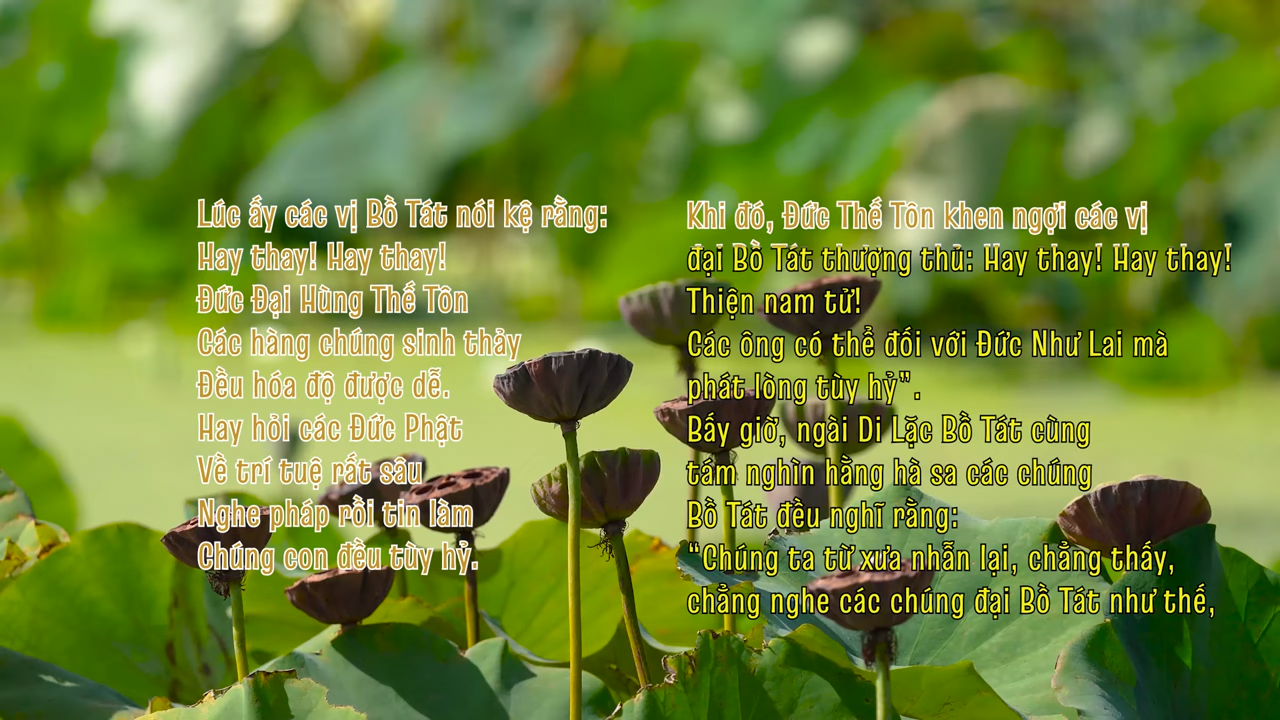 Lúc ấy các vị Bồ Tát nói kệ rằng:
Hay thay! Hay thay!
Đức Đại Hùng Thế Tôn
Các hàng chúng sinh thảy
Đều hóa độ được dễ.
Hay hỏi các Đức Phật
Về trí tuệ rất sâu
Nghe pháp rồi tin làm
Chúng con đều tùy hỷ.
Khi đó, Đức Thế Tôn khen ngợi các vị
đại Bồ Tát thượng thủ: Hay thay! Hay thay!
Thiện nam tử!
Các ông có thể đối với Đức Như Lai mà
phát lòng tùy hỷ”.
Bấy giờ, ngài Di Lặc Bồ Tát cùng
tám nghìn hằng hà sa các chúng
Bồ Tát đều nghĩ rằng:
“Chúng ta từ xưa nhẫn lại, chẳng thấy,
chẳng nghe các chúng đại Bồ Tát như thế,